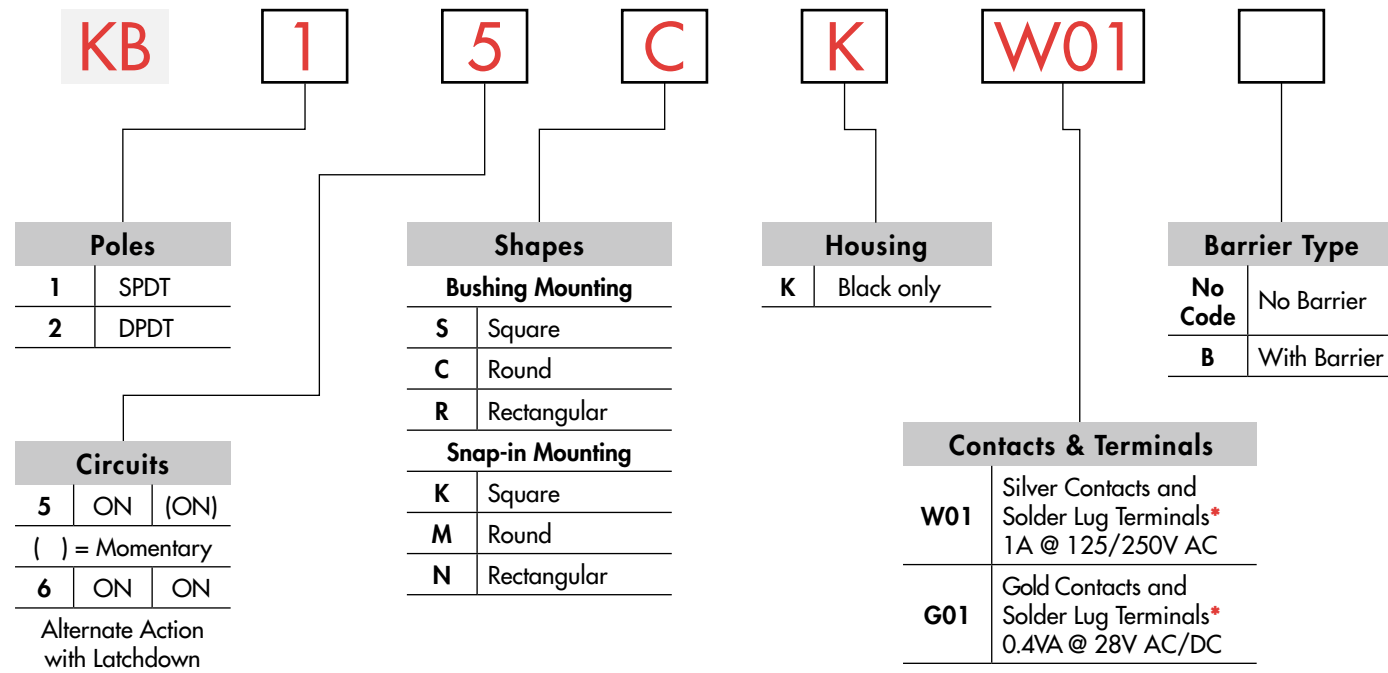 KB 1 5 C K W01
Poles
1 SPDT
2 DPDT
Circuits
5 ON (ON)
( ) = Momentary
6 ON ON
Alternate Action
with Latchdown
Shapes
Bushing Mounting
S Square
C Round
R Rectangular
Snap-in Mounting
K Square
M Round
N Rectangular
Housing
K Black only
Contacts & Terminals
W01 Silver Contacts and
Solder Lug Terminals*
1A @ 125/250V AC
G01 Gold Contacts and
Solder Lug Terminals*
0.4VA @ 28V AC/DC
Barrier Type
No
Code No Barrier
B With Barrier